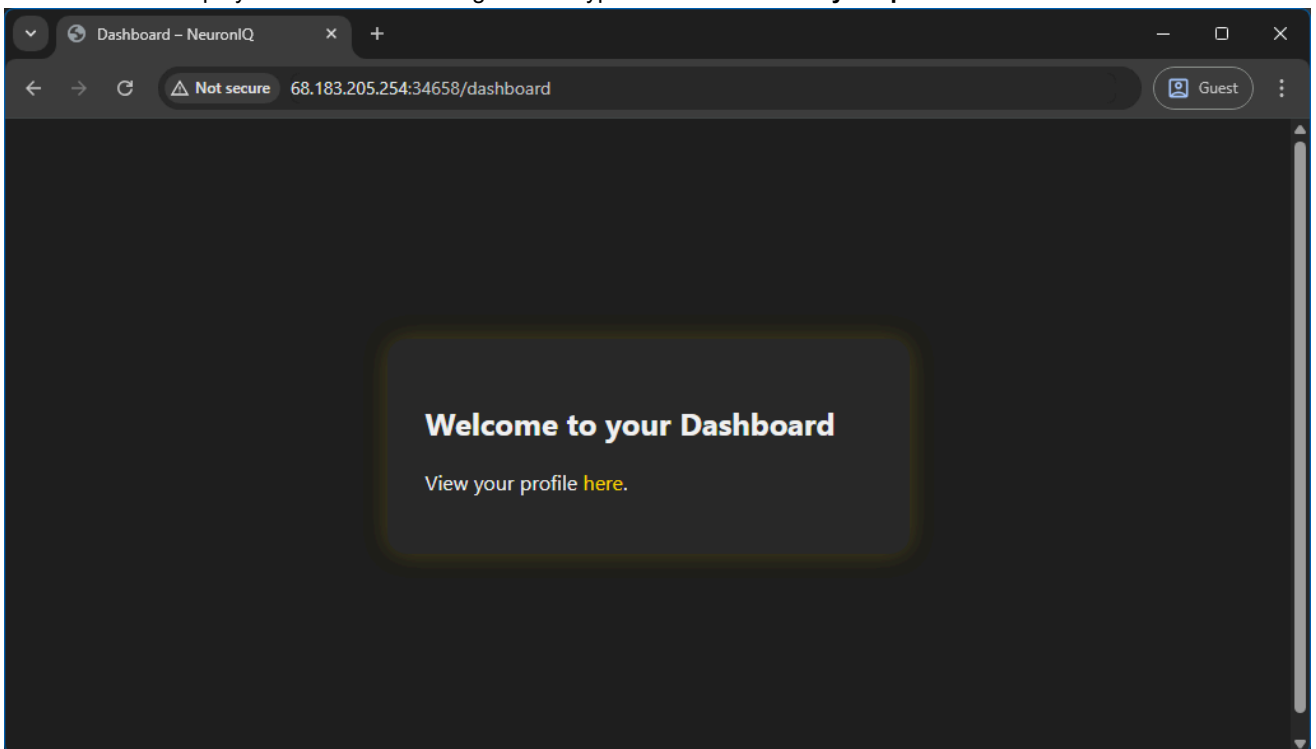 Dashboard – NeuronIQ
Not secure 68.183.205.254:34658/dashboard Guest
Welcome to your Dashboard
View your profile here.